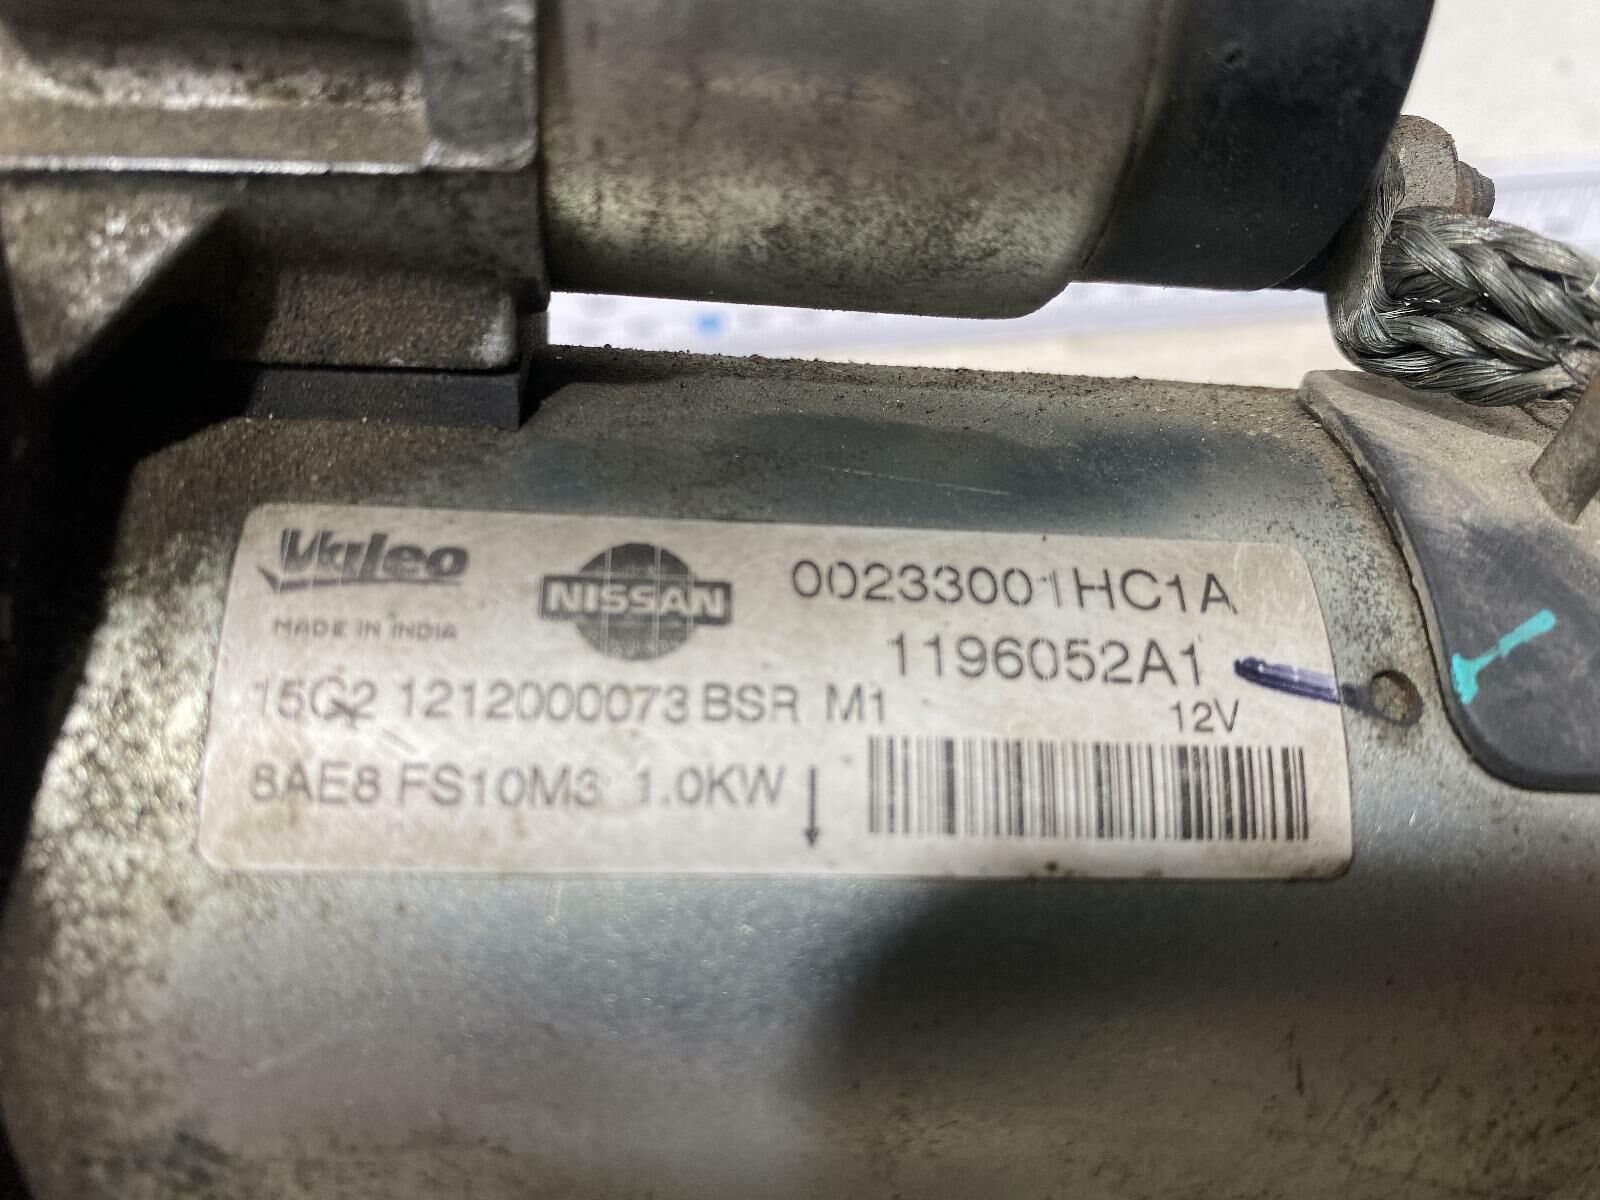 Valeo
MADE IN INDIA
NISSAN
00233001HC1A
1196052A1
15G2 1212000073 BSR M1
12V
8AE8 FS10M3 1.0KW